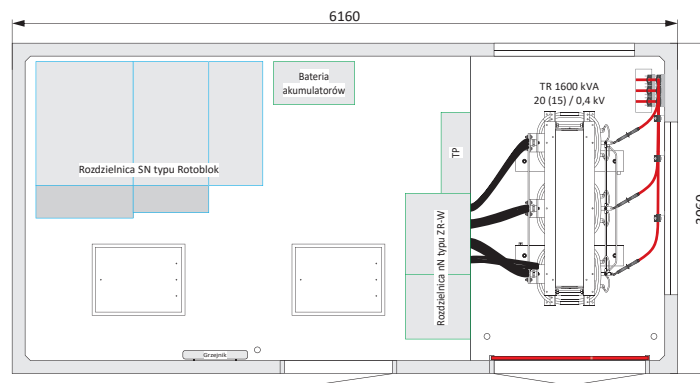 6160
Bateria
akumulatorów
TR 1600 kVA
20 (15) / 0,4 kV
TP
Rozdzielnica SN typu Rotoblok
Rozdzielnica nN typu ZR-W
Grzejnik